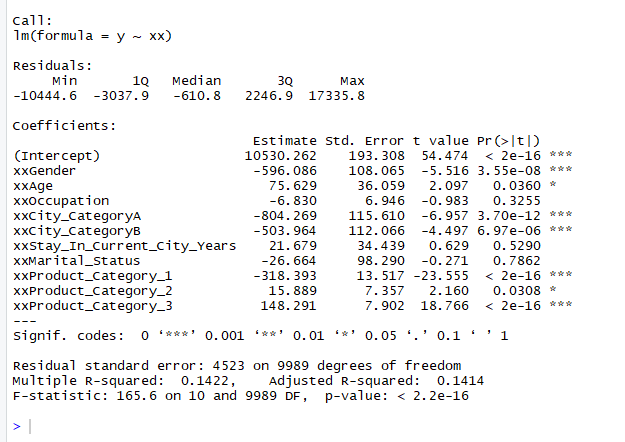 Call:
lm(formula = y ~ xx)
Residuals:
Min 1Q Median 3Q Max
-10444.6 -3037.9 -610.8 2246.9 17335.8
Coefficients:
Estimate Std. Error t value Pr(>|t|)
(Intercept) 10530.262 193.308 54.474 < 2e-16 ***
xxGender -596.086 108.065 -5.516 3.55e-08 ***
xxAge 75.629 36.059 2.097 0.0360 *
xxOccupation -6.830 6.946 -0.983 0.3255
xxCity_CategoryA -804.269 115.610 -6.957 3.70e-12 ***
xxCity_CategoryB -503.964 112.066 -4.497 6.97e-06 ***
xxStay_In_Current_City_Years 21.679 34.439 0.629 0.5290
xxMarital_Status -26.664 98.290 -0.271 0.7862
xxProduct_Category_1 -318.393 13.517 -23.555 < 2e-16 ***
xxProduct_Category_2 15.889 7.357 2.160 0.0308 *
xxProduct_Category_3 148.291 7.902 18.766 < 2e-16 ***
---
Signif. codes: 0 ‘***’ 0.001 ‘**’ 0.01 ‘*’ 0.05 ‘.’ 0.1 ‘ ’ 1
Residual standard error: 4523 on 9989 degrees of freedom
Multiple R-squared: 0.1422, Adjusted R-squared: 0.1414
F-statistic: 165.6 on 10 and 9989 DF, p-value: < 2.2e-16
>